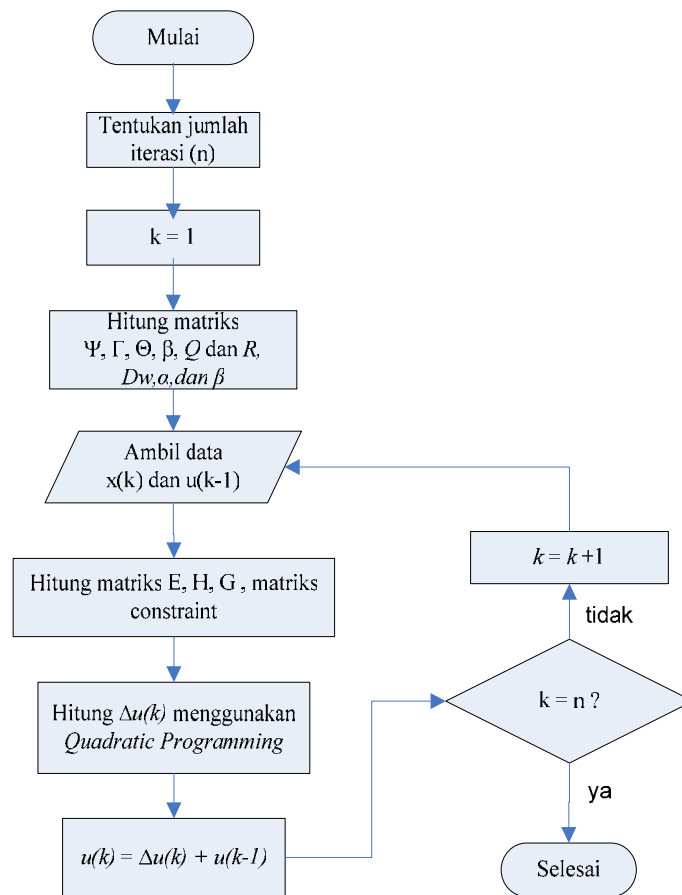 Mulai
Tentukan jumlah
iterasi (n)
k = 1
Hitung matriks
Ψ, Γ, Θ, β, Q dan R,
Dw,α,dan β
Ambil data
x(k) dan u(k-1)
Hitung matriks E, H, G , matriks
constraint
Hitung Δu(k) menggunakan
Quadratic Programming
u(k) = Δu(k) + u(k-1)
k = k +1
tidak
k = n ?
ya
Selesai